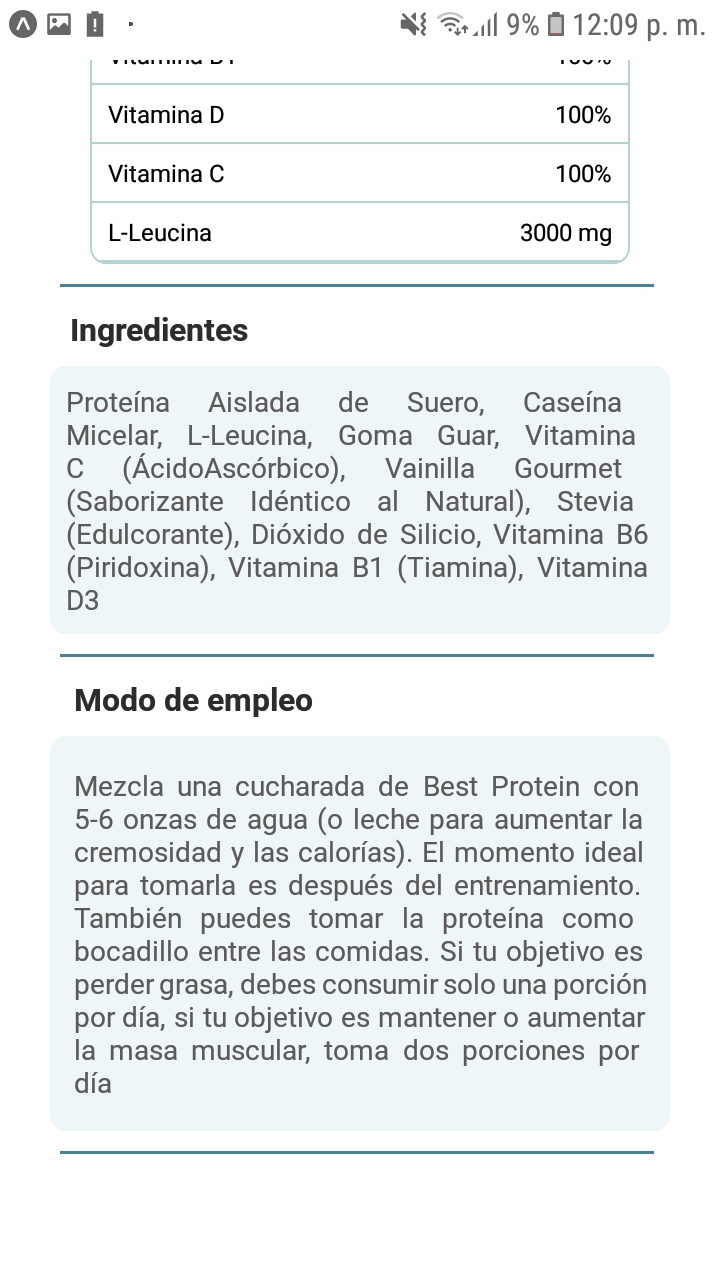 9% 12:09 p. m.
Vitamina B1 100%
Vitamina D 100%
Vitamina C 100%
L-Leucina 3000 mg
Ingredientes
Proteína Aislada de Suero, Caseína
Micelar, L-Leucina, Goma Guar, Vitamina
C (ÁcidoAscórbico), Vainilla Gourmet
(Saborizante Idéntico al Natural), Stevia
(Edulcorante), Dióxido de Silicio, Vitamina B6
(Piridoxina), Vitamina B1 (Tiamina), Vitamina
D3
Modo de empleo
Mezcla una cucharada de Best Protein con
5-6 onzas de agua (o leche para aumentar la
cremosidad y las calorías). El momento ideal
para tomarla es después del entrenamiento.
También puedes tomar la proteína como
bocadillo entre las comidas. Si tu objetivo es
perder grasa, debes consumir solo una porción
por día, si tu objetivo es mantener o aumentar
la masa muscular, toma dos porciones por
día